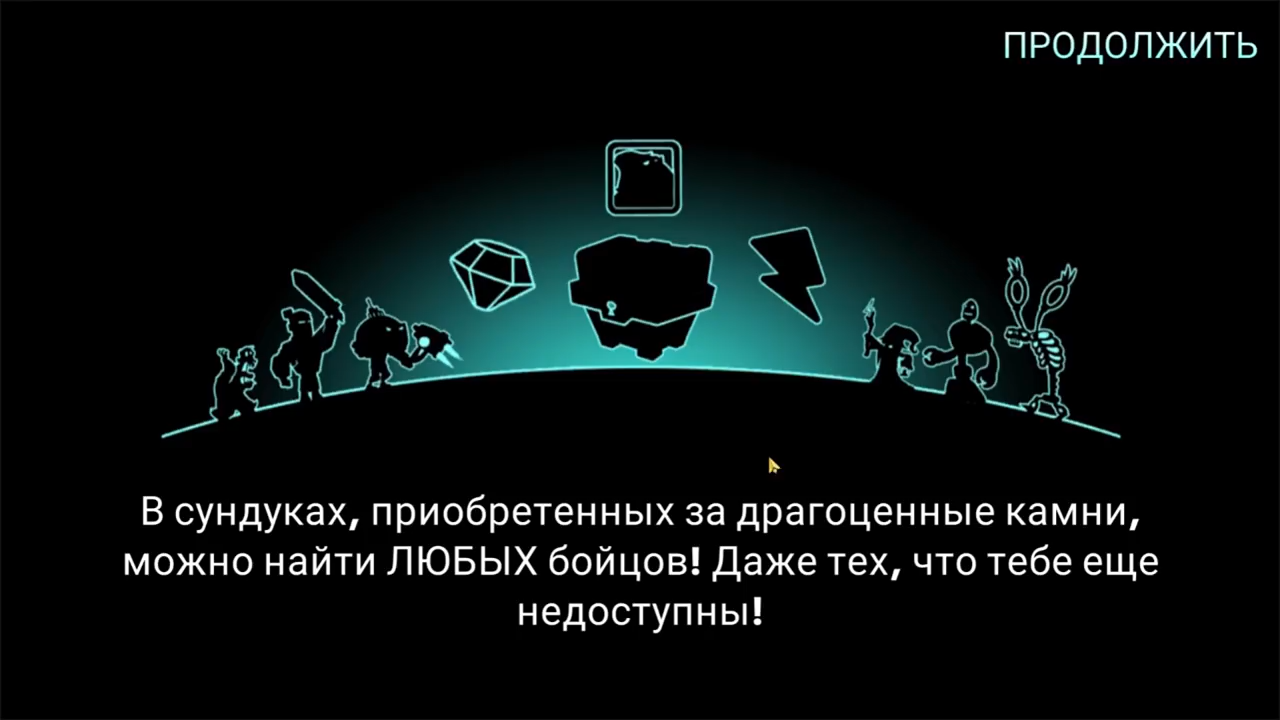 ПРОДОЛЖИТЬ
В сундуках, приобретенных за драгоценные камни,
можно найти ЛЮБЫХ бойцов! Даже тех, что тебе еще
недоступны!